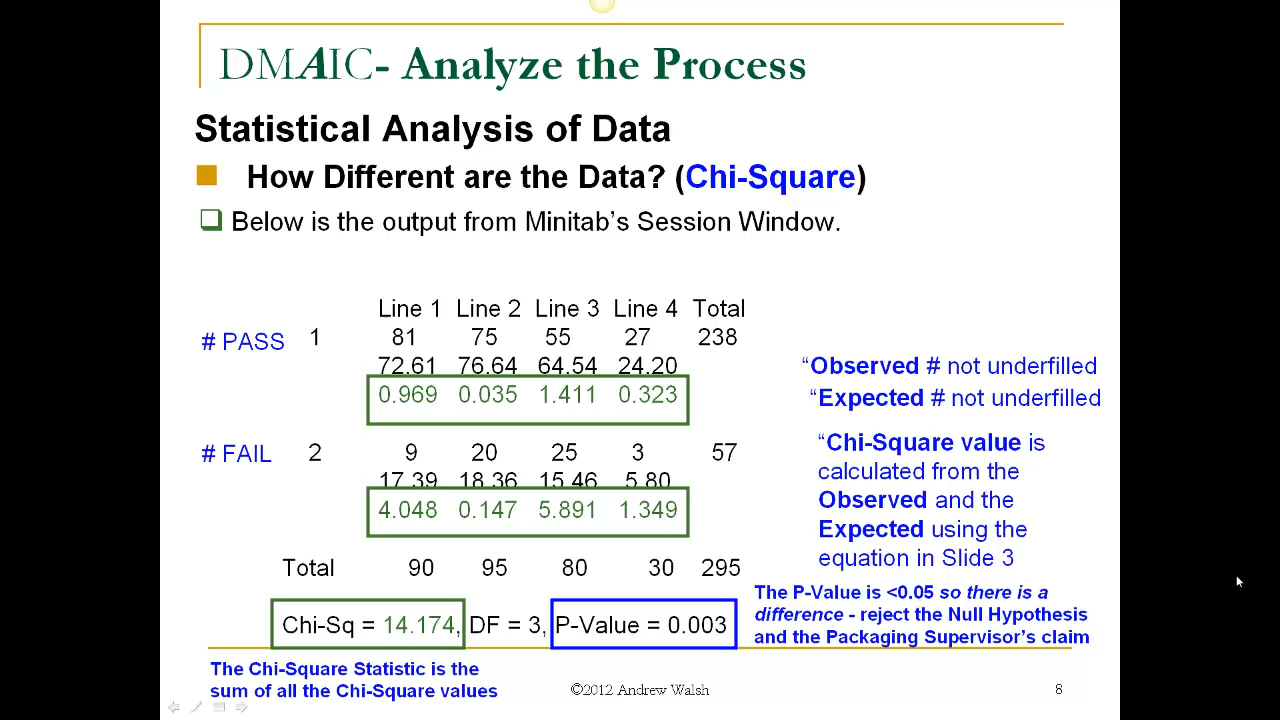 DMAIC- Analyze the Process
Statistical Analysis of Data
How Different are the Data? (Chi-Square)
Below is the output from Minitab's Session Window.
Line 1 Line 2 Line 3 Line 4 Total
# PASS 1 81 75 55 27 238
72.61 76.64 64.54 24.20
0.969 0.035 1.411 0.323
"Observed # not underfilled
"Expected # not underfilled
# FAIL 2 9 20 25 3 57
17.39 18.36 15.46 5.80
4.048 0.147 5.891 1.349
"Chi-Square value is
calculated from the
Observed and the
Expected using the
equation in Slide 3
Total 90 95 80 30 295
Chi-Sq = 14.174, DF = 3, P-Value = 0.003
The P-Value is <0.05 so there is a
difference - reject the Null Hypothesis
and the Packaging Supervisor's claim
The Chi-Square Statistic is the
sum of all the Chi-Square values
©2012 Andrew Walsh
8